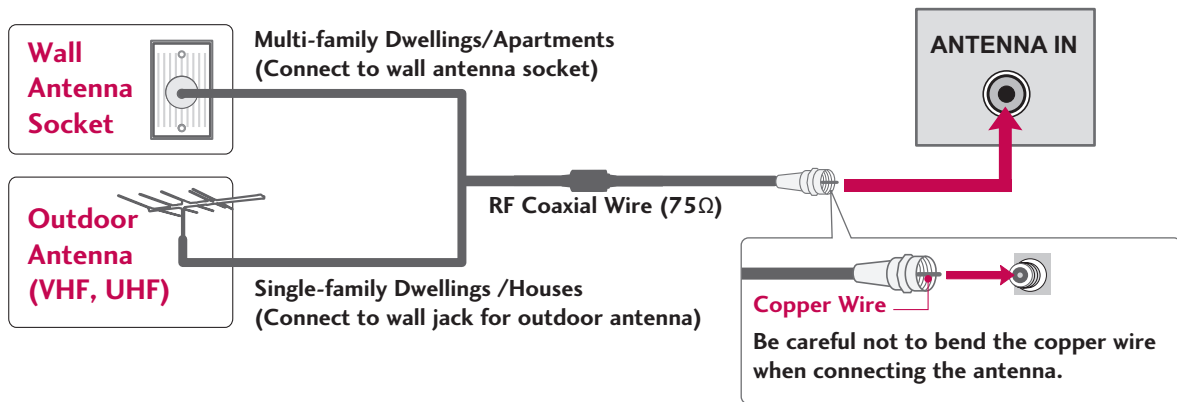 Wall
Antenna
Socket
Multi-family Dwellings/Apartments
(Connect to wall antenna socket)
ANTENNA IN
RF Coaxial Wire (75Ω)
Outdoor
Antenna
(VHF, UHF)
Single-family Dwellings /Houses
(Connect to wall jack for outdoor antenna)
Copper Wire
Be careful not to bend the copper wire
when connecting the antenna.